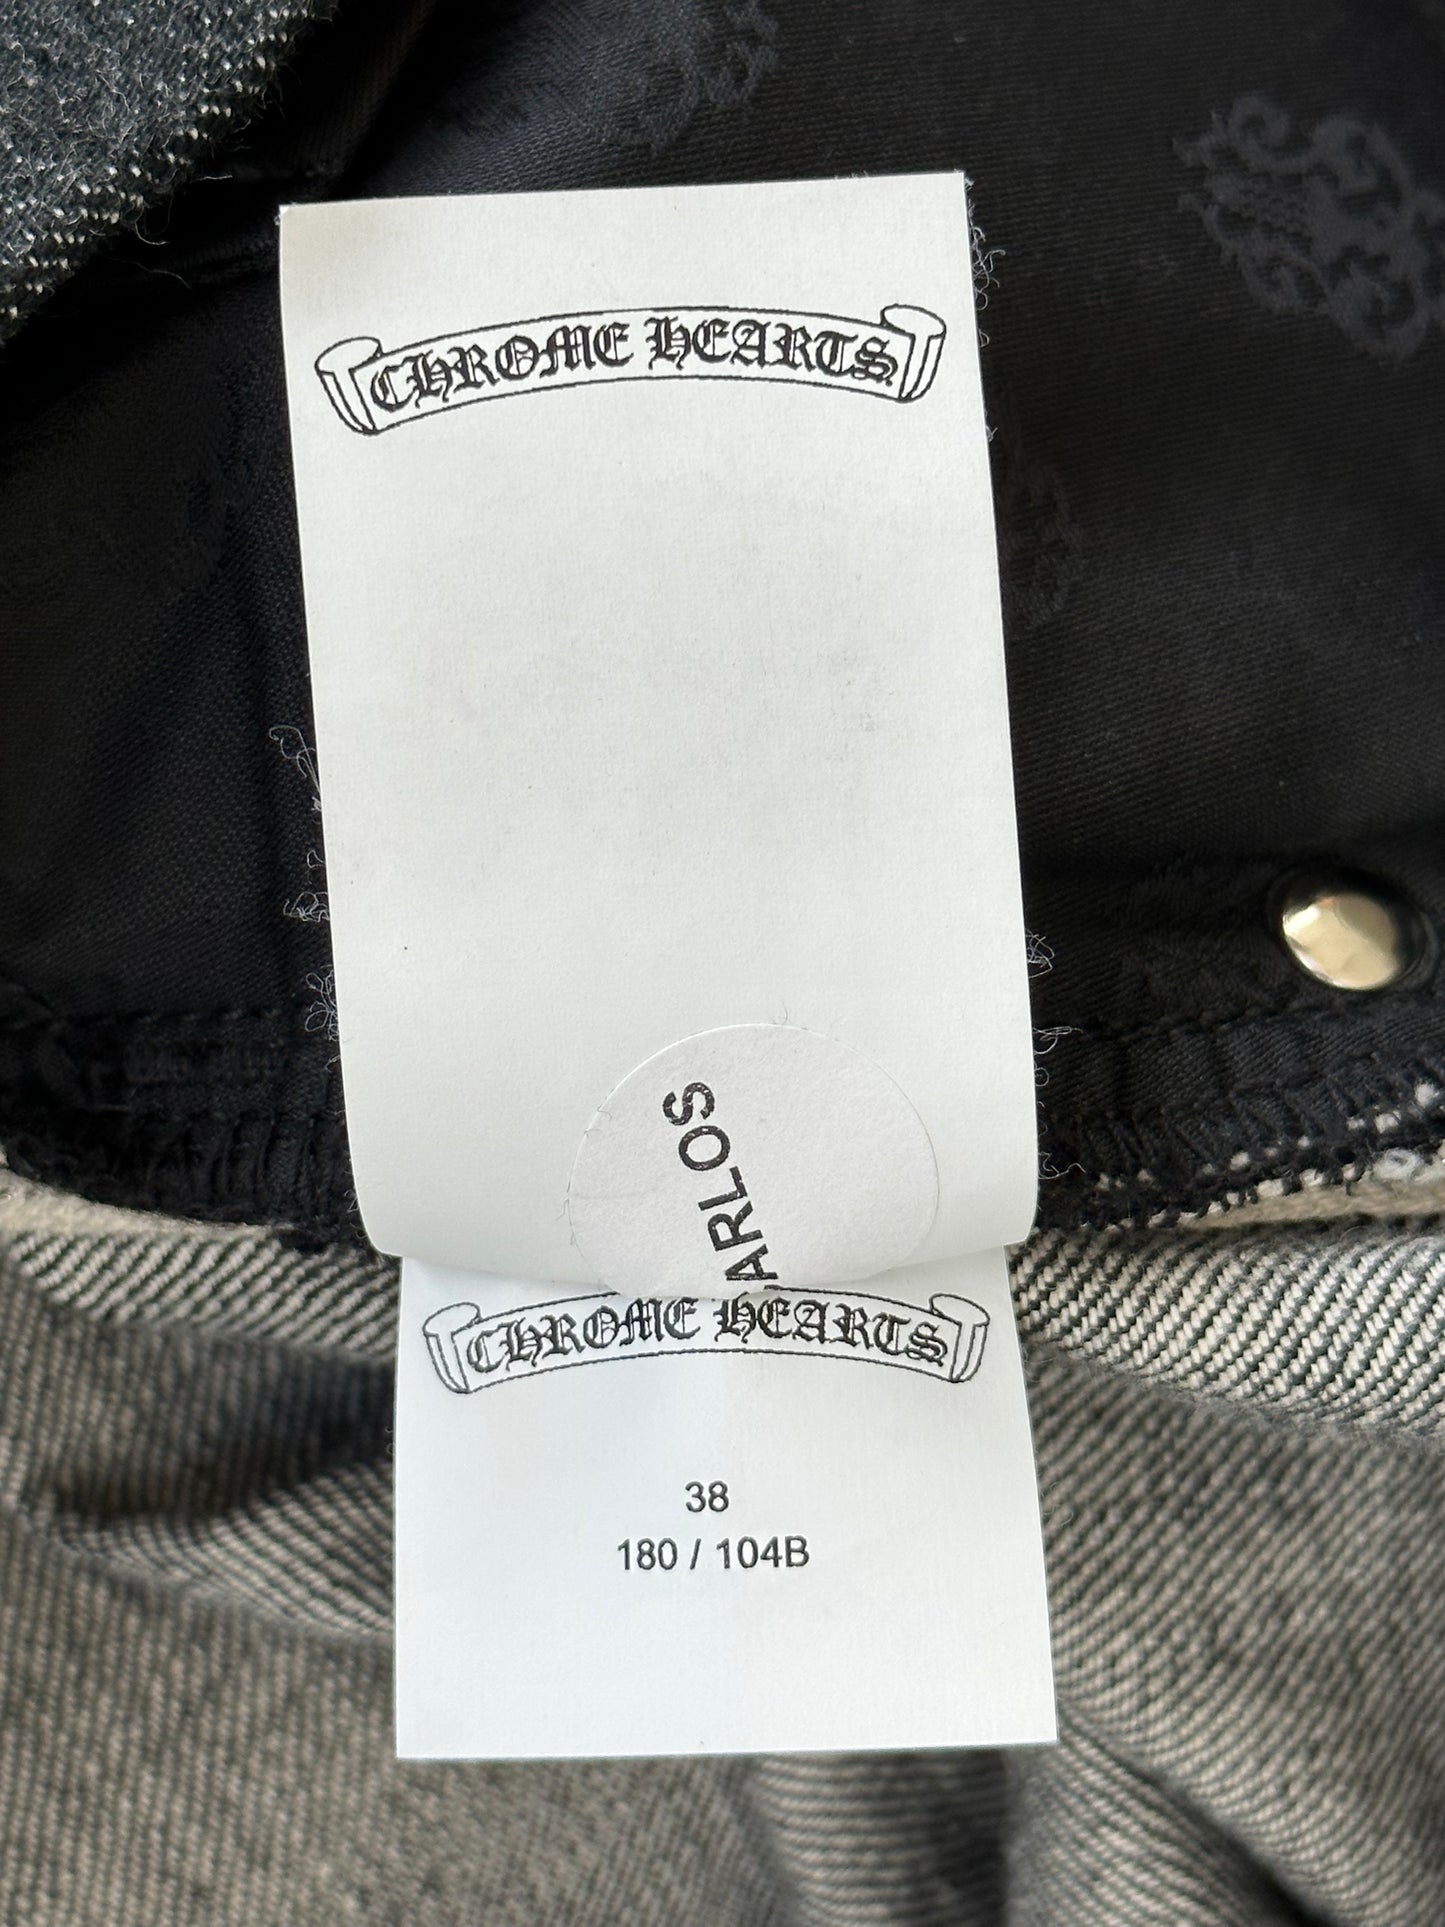 CHROME HEARTS
ARLOS
CHROME HEARTS
38
180 / 104B